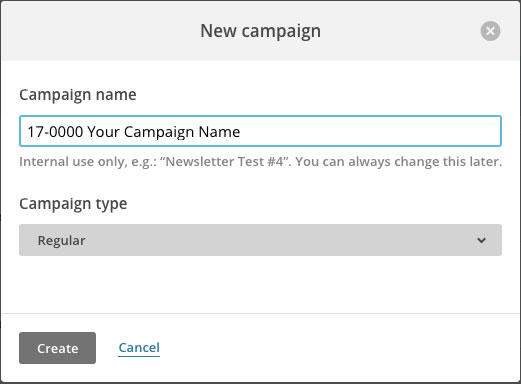 New campaign
Campaign name
17-0000 Your Campaign Name
Internal use only, e.g.: “Newsletter Test #4”. You can always change this later.
Campaign type
Regular
Create
Cancel